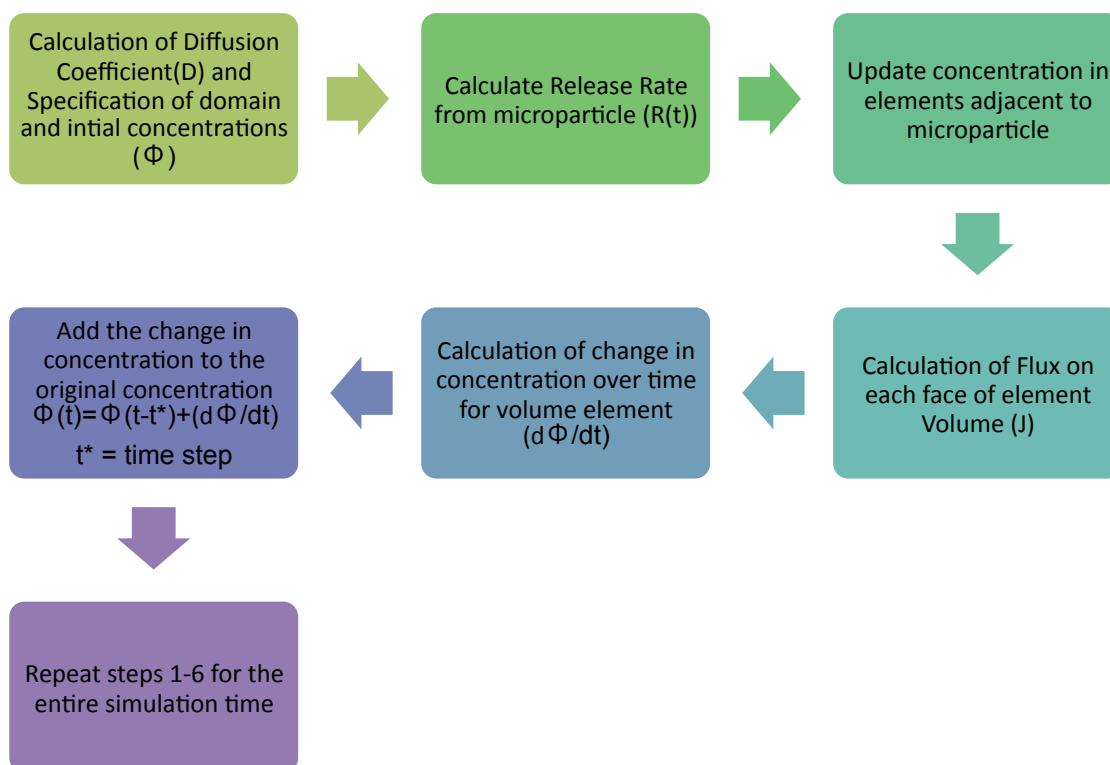 Calculation of Diffusion
Coefficient(D) and
Specification of domain
and intial concentrations
(Φ)
Calculate Release Rate
from microparticle (R(t))
Update concentration in
elements adjacent to
microparticle
Calculation of Flux on
each face of element
Volume (J)
Calculation of change in
concentration over time
for volume element
(dΦ/dt)
Add the change in
concentration to the
original concentration
Φ(t)=Φ(t-t*)+(dΦ/dt)
t* = time step
Repeat steps 1-6 for the
entire simulation time